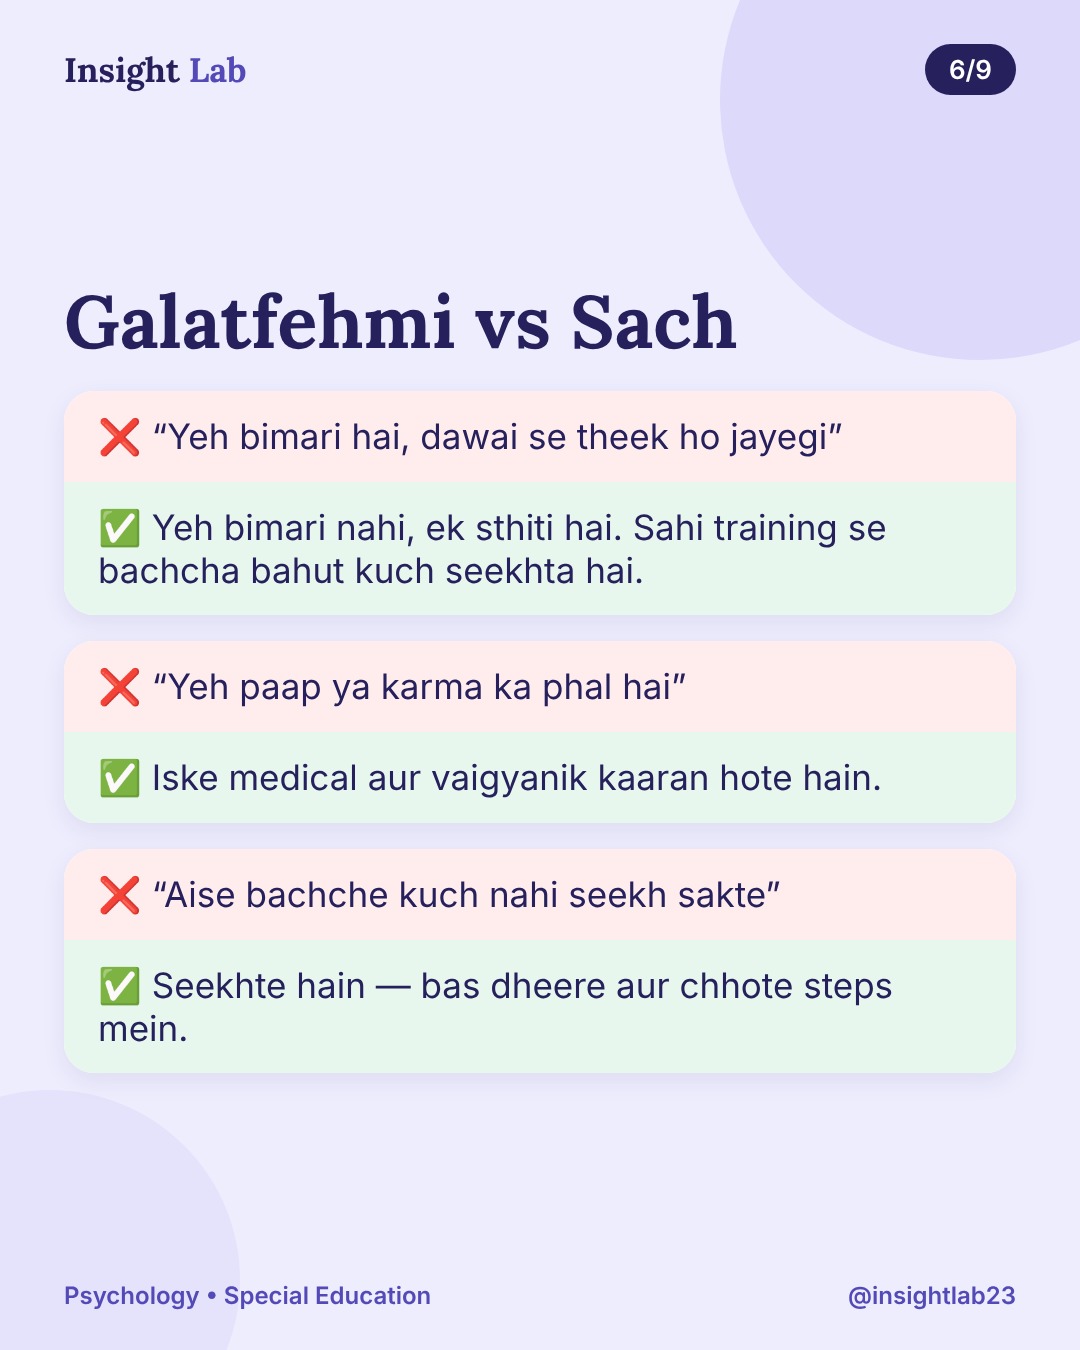 Insight Lab
6/9
Galatfehmi vs Sach
❌ “Yeh bimari hai, dawai se theek ho jayegi”
✅ Yeh bimari nahi, ek sthiti hai. Sahi training se
bachcha bahut kuch seekhta hai.
❌ “Yeh paap ya karma ka phal hai”
✅ Iske medical aur vaigyanik kaaran hote hain.
❌ “Aise bachche kuch nahi seekh sakte”
✅ Seekhte hain — bas dheere aur chhote steps
mein.
Psychology • Special Education
@insightlab23